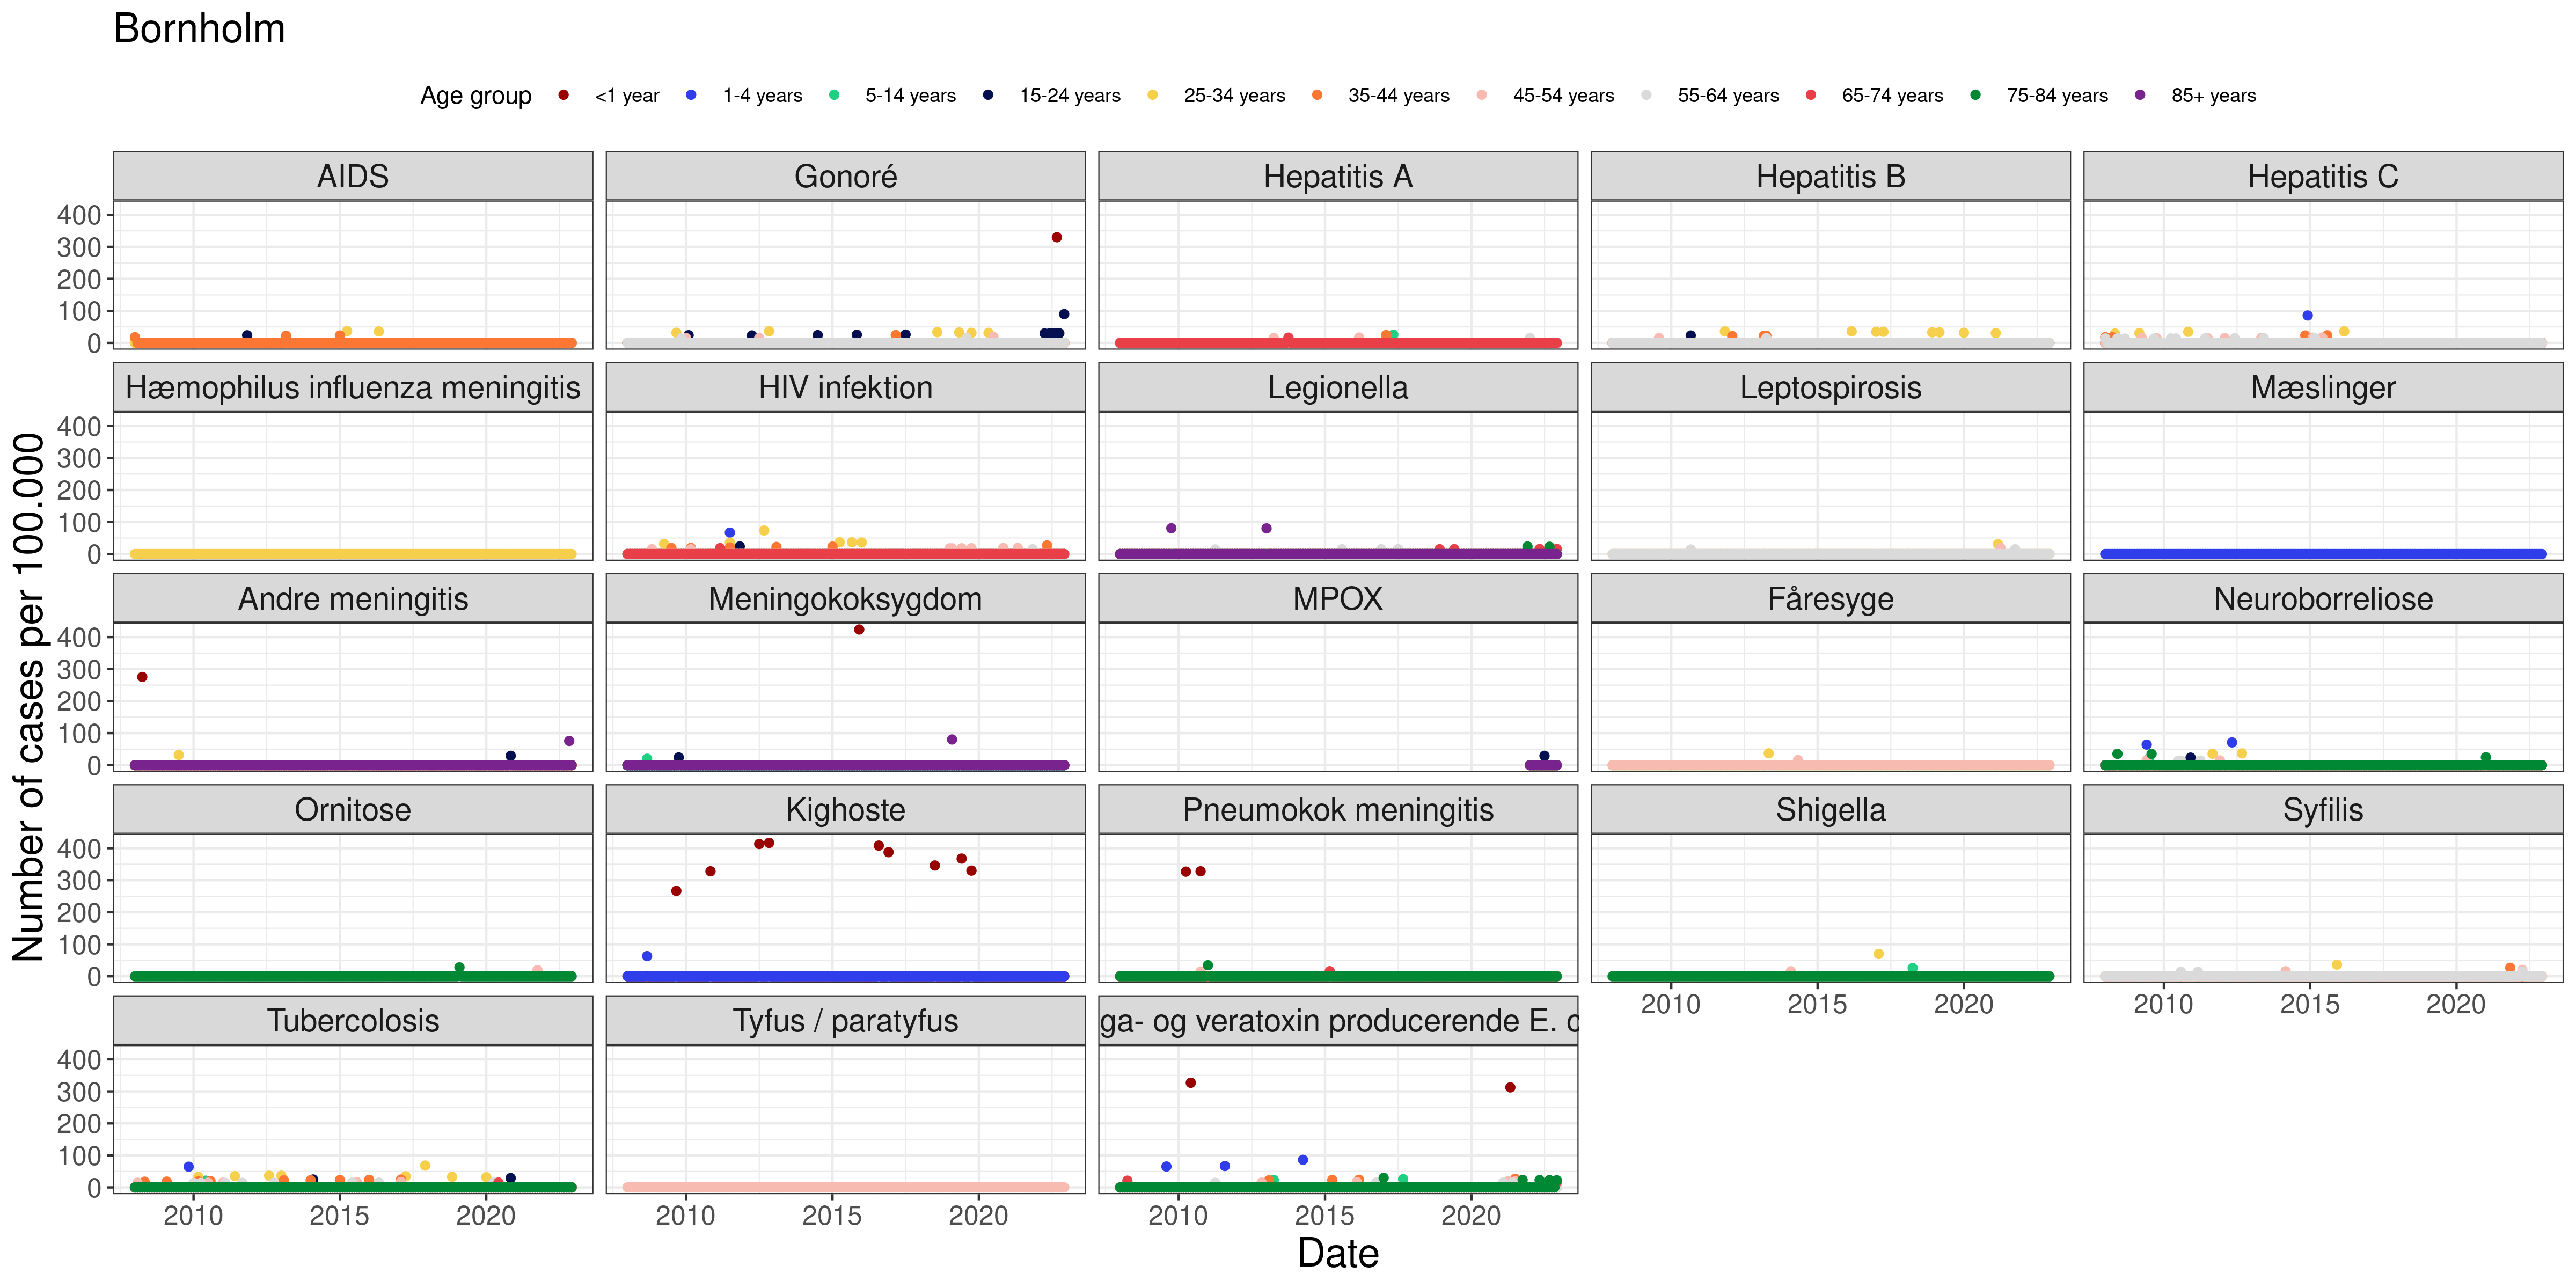 Bornholm
Age group <1 year 1-4 years 5-14 years 15-24 years 25-34 years 35-44 years 45-54 years 55-64 years 65-74 years 75-84 years 85+ years
AIDS Gonoré Hepatitis A Hepatitis B Hepatitis C
400
300
200
100
0
Hæmophilus influenza meningitis HIV infektion Legionella Leptospirosis Mæslinger
400
300
200
100
0
Andre meningitis Meningokoksygdom MPOX Fåresyge Neuroborreliose
400
300
200
100
0
Ornitose Kighoste Pneumokok meningitis Shigella Syfilis
400
300
200
100
0
2010 2015 2020 2010 2015 2020
Tubercolosis Tyfus / paratyfus ga- og veratoxin producerende E. c
400
300
200
100
0
2010 2015 2020 2010 2015 2020 2010 2015 2020
Number of cases per 100.000
Date